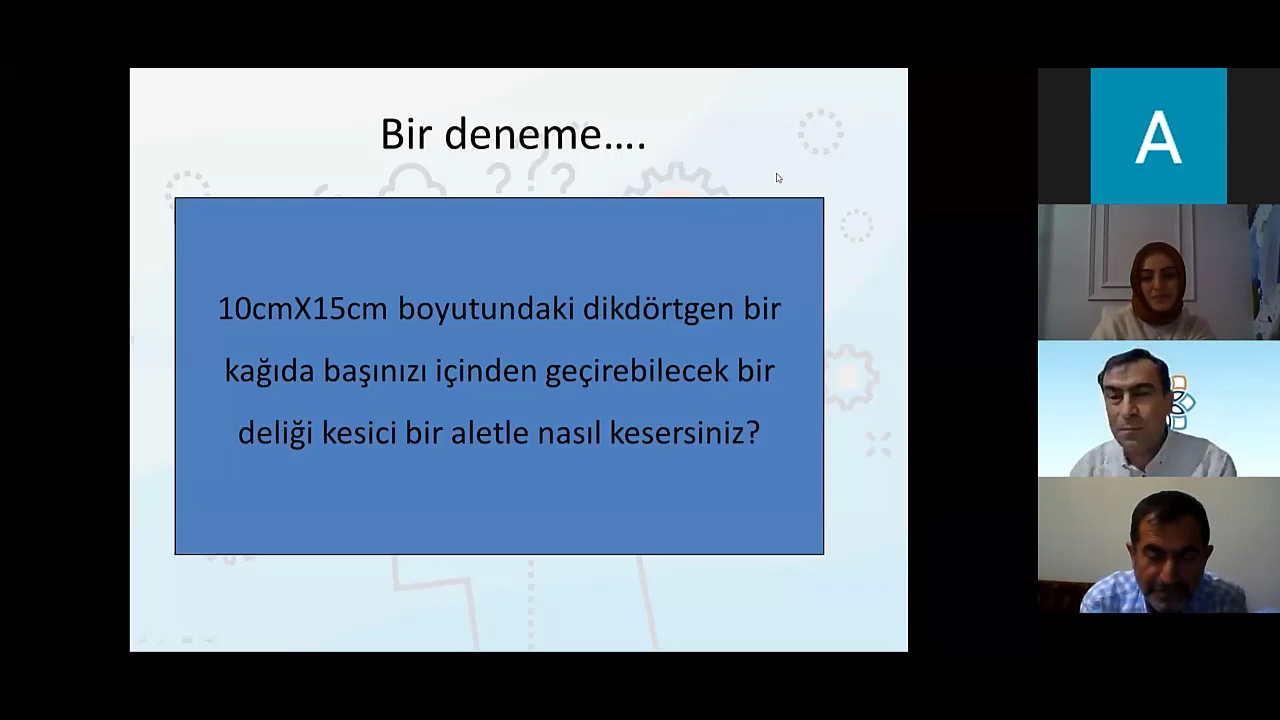 Bir deneme....
10cmX15cm boyutundaki dikdörtgen bir
kağıda başınızı içinden geçirebilecek bir
deliği kesici bir aletle nasıl kesersiniz?
A